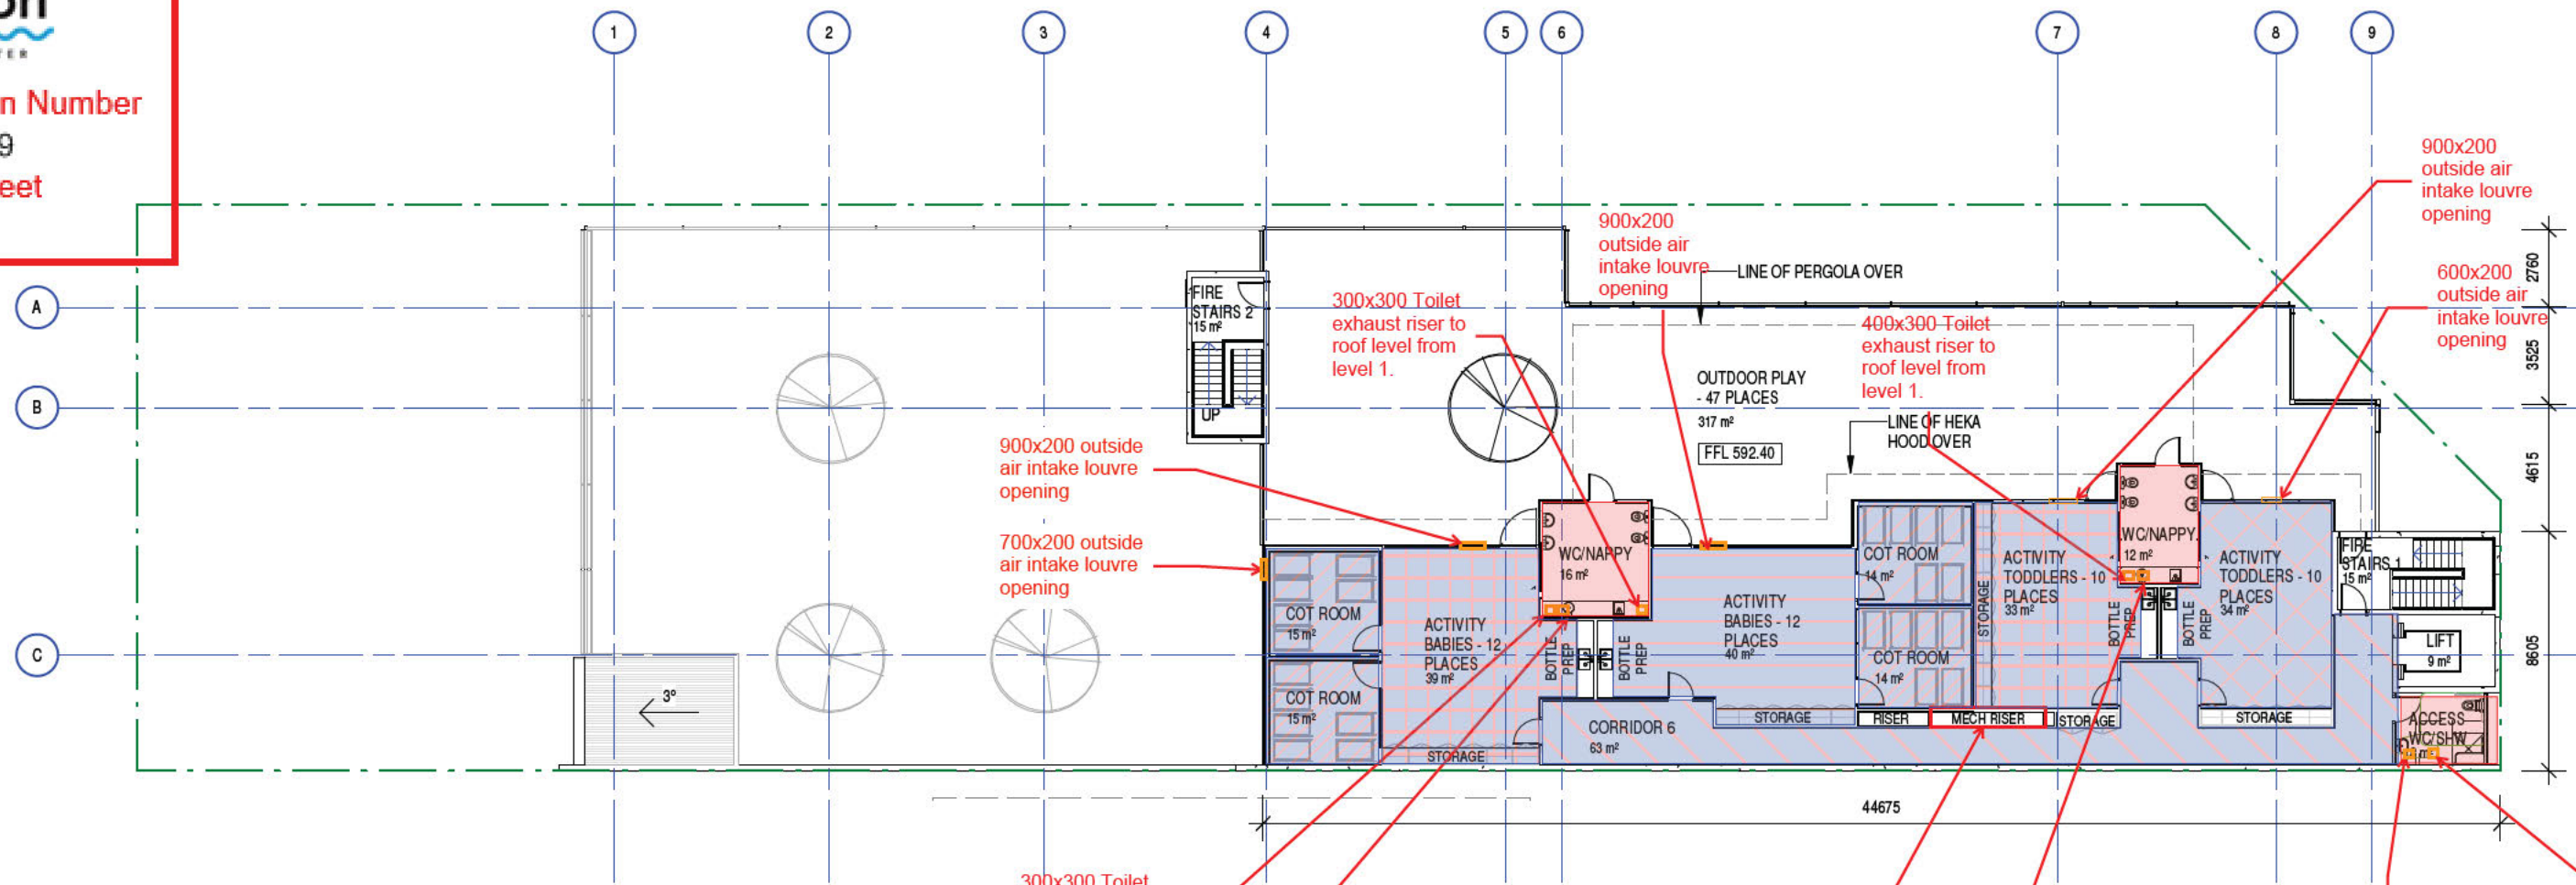 n Number
9
eet
1
2
3
4
5
6
7
8
9
A
B
C
900x200
outside air
intake louvre
opening
600x200
outside air
intake louvre
opening
900x200
outside air
intake louvre
opening
LINE OF PERGOLA OVER
300x300 Toilet
exhaust riser to
roof level from
level 1.
400x300 Toilet
exhaust riser to
roof level from
level 1.
FIRE
STAIRS 2
15 m²
UP
OUTDOOR PLAY
- 47 PLACES
317 m²
FFL 592.40
LINE OF HEKA
HOOD OVER
900x200 outside
air intake louvre
opening
700x200 outside
air intake louvre
opening
COT ROOM
15 m²
COT ROOM
15 m²
ACTIVITY
BABIES - 12
PLACES
39 m²
STORAGE
WC/NAPPY
16 m²
BOTTLE
PREP
BOTTLE
PREP
ACTIVITY
BABIES - 12
PLACES
40 m²
COT ROOM
14 m²
COT ROOM
14 m²
STORAGE
ACTIVITY
TODDLERS - 10
PLACES
33 m²
WC/NAPPY
12 m²
BOTTLE
PREP
BOTTLE
PREP
ACTIVITY
TODDLERS - 10
PLACES
34 m²
FIRE
STAIRS 1
15 m²
LIFT
9 m²
CORRIDOR 6
63 m²
STORAGE
RISER
MECH RISER
STORAGE
STORAGE
ACCESS
WC/SHW
3°
2760
3525
4615
8605
44675
300x300 Toilet